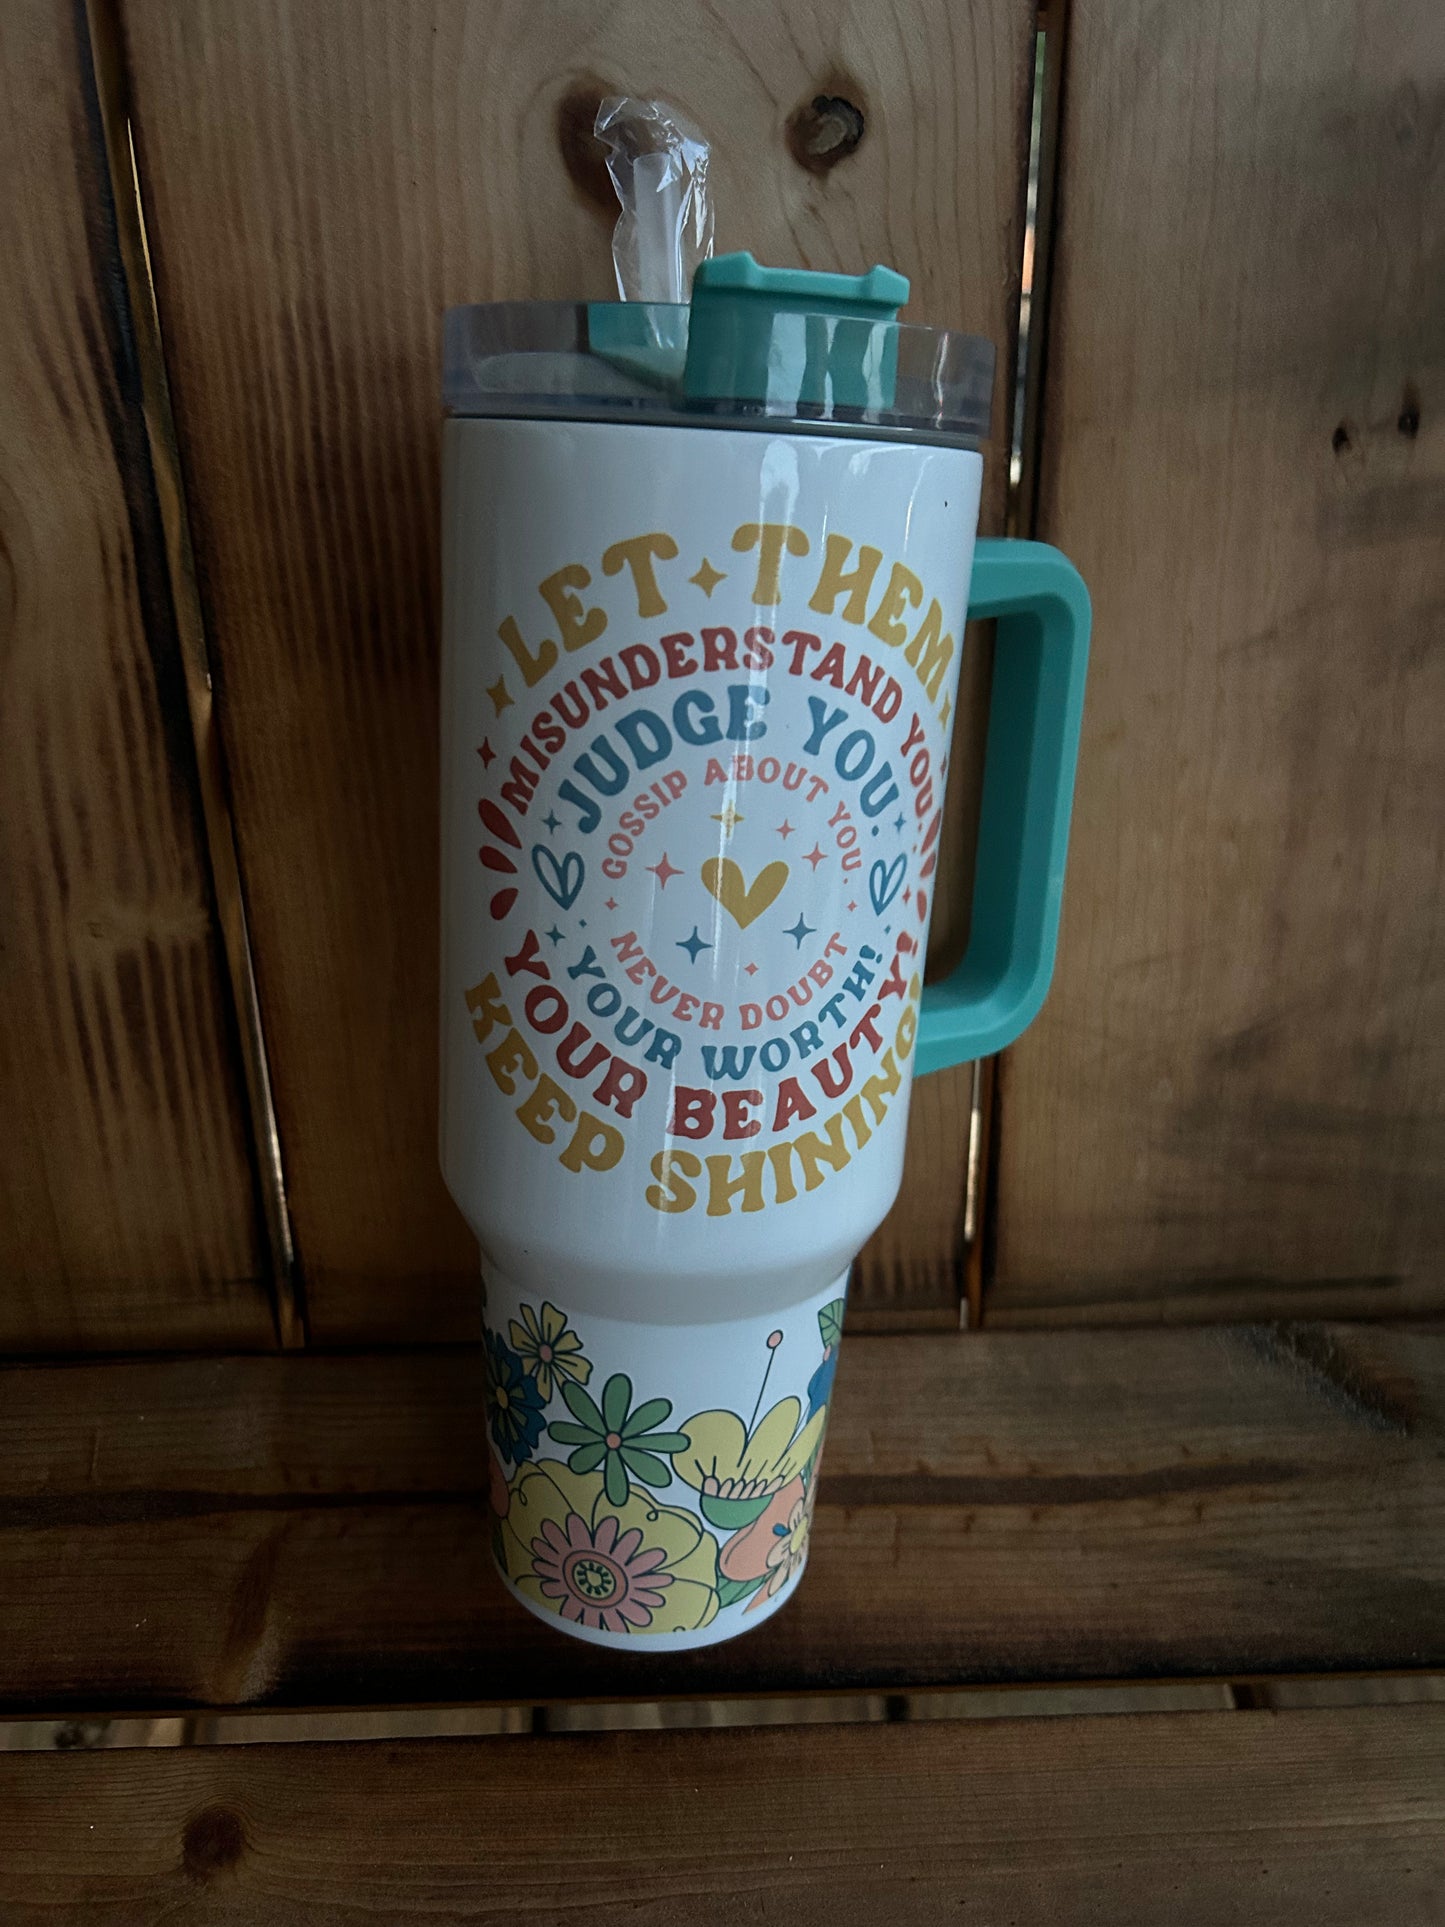 LET THEM
MISUNDERSTAND YOU.
JUDGE YOU.
GOSSIP ABOUT YOU.
NEVER DOUBT
YOUR WORTH!
YOUR BEAUTY!
KEEP SHINING!